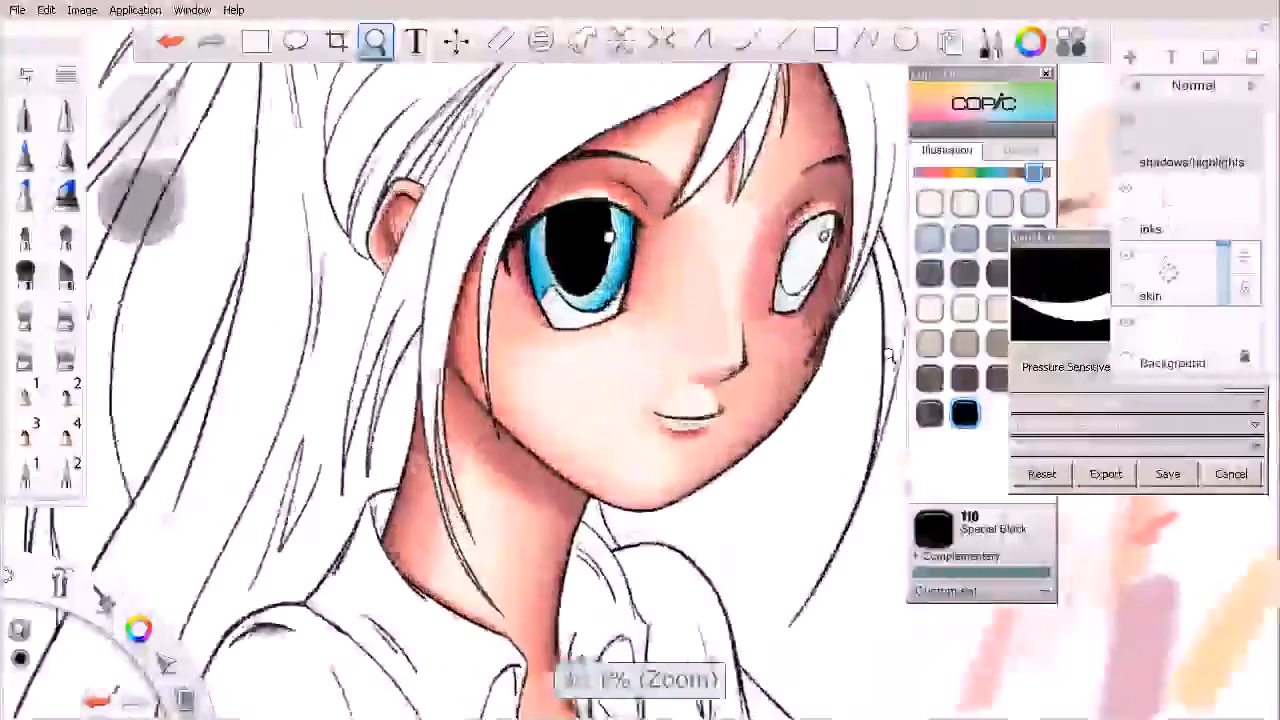 File Edit Image Application Window Help
T
T
Normal
COPIC
Illustration
shadows/highlights
inks
skin
Pressure Sensitive
Background
1 2
3 4
1 2
Reset Export Save Cancel
110
Special Black
Complementary
1% (Zoom)